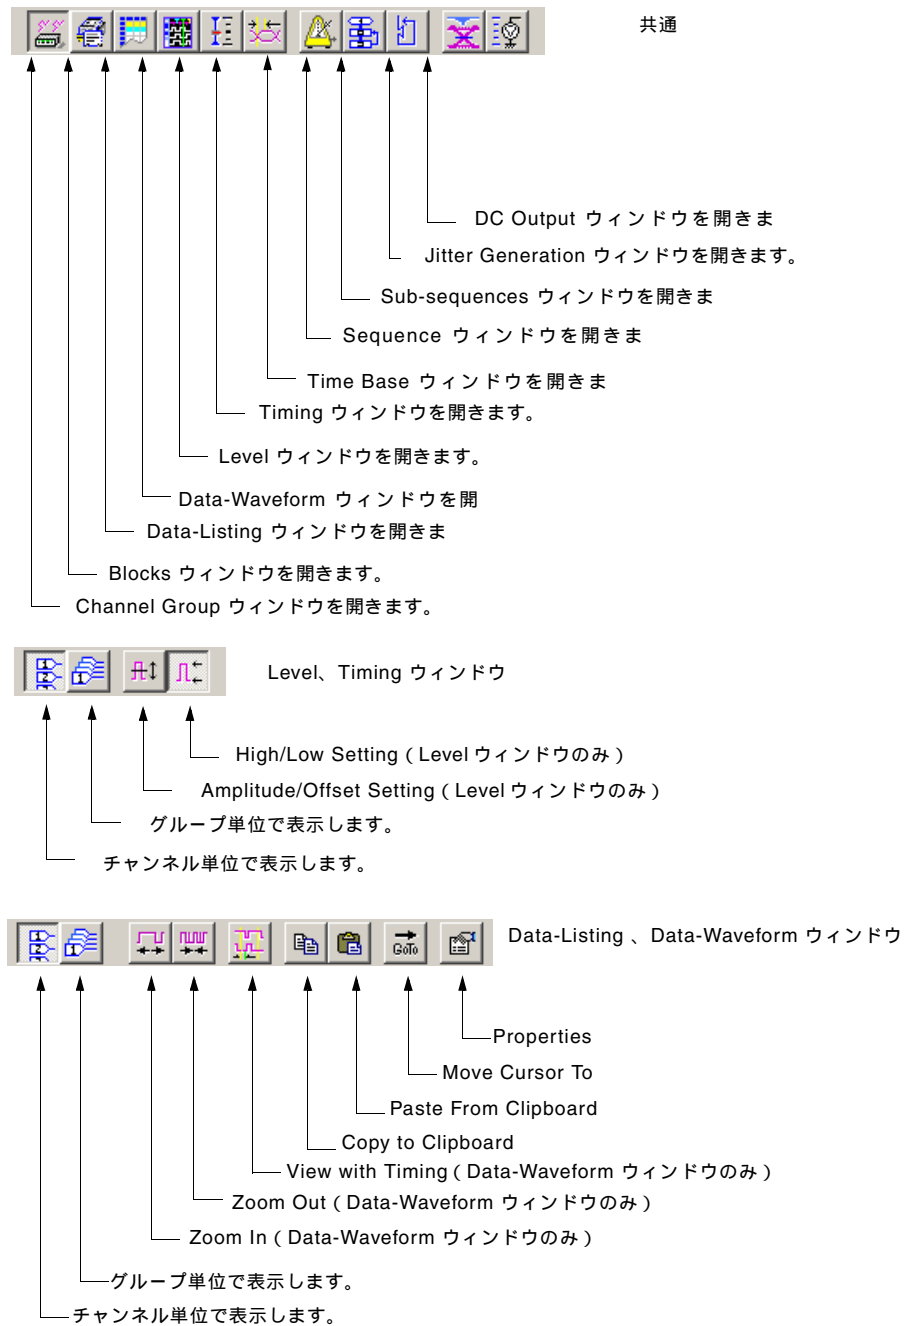 共通
DC Output ウィンドウを開きま
Jitter Generation ウィンドウを開きます。
Sub-sequences ウィンドウを開きま
Sequence ウィンドウを開きま
Time Base ウィンドウを開きま
Timing ウィンドウを開きます。
Level ウィンドウを開きます。
Data-Waveform ウィンドウを開
Data-Listing ウィンドウを開きま
Blocks ウィンドウを開きます。
Channel Group ウィンドウを開きます。
1
2
1
Level、Timing ウィンドウ
High/Low Setting（Level ウィンドウのみ）
Amplitude/Offset Setting（Level ウィンドウのみ）
グループ単位で表示します。
チャンネル単位で表示します。
1
2
1
GoTo
Data-Listing 、Data-Waveform ウィンドウ
Properties
Move Cursor To
Paste From Clipboard
Copy to Clipboard
View with Timing（Data-Waveform ウィンドウのみ）
Zoom Out（Data-Waveform ウィンドウのみ）
Zoom In（Data-Waveform ウィンドウのみ）
グループ単位で表示します。
チャンネル単位で表示します。